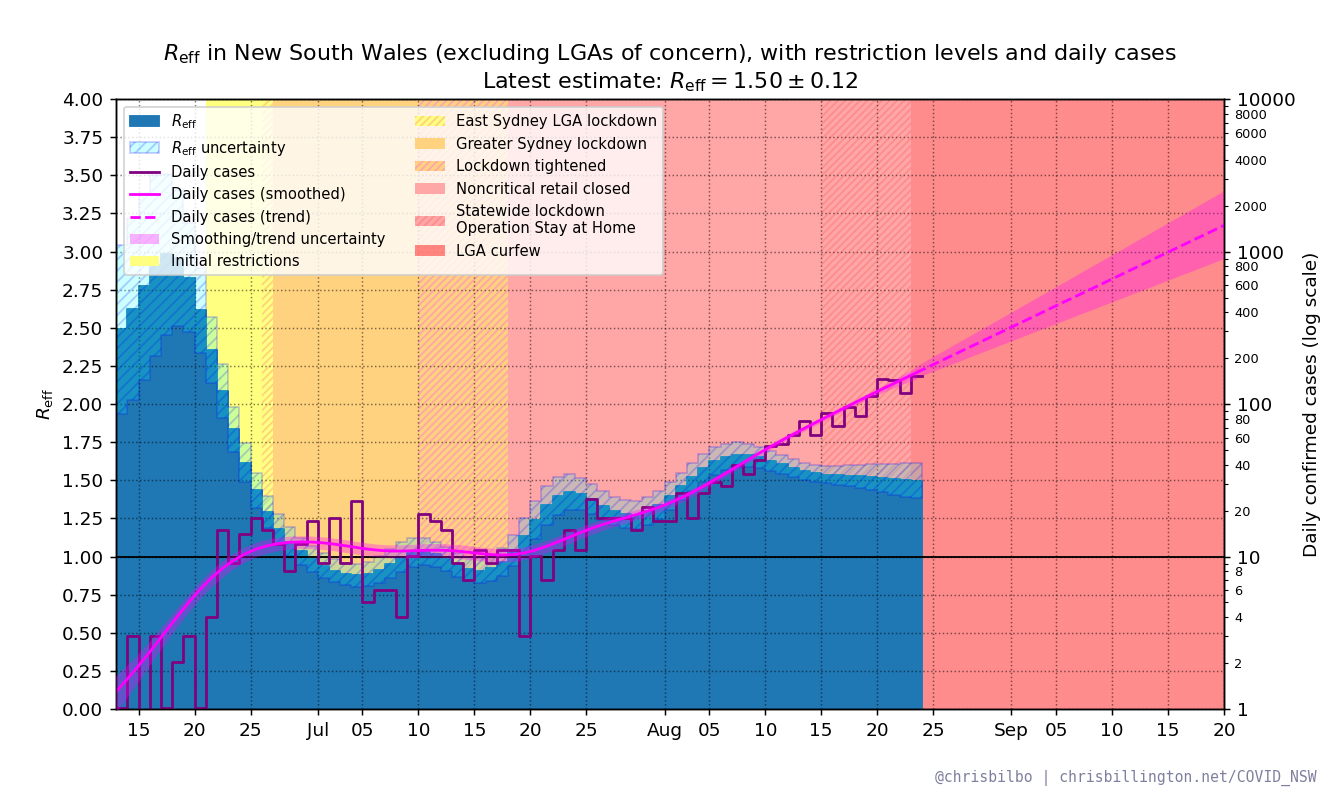 Reff in New South Wales (excluding LGAs of concern), with restriction levels and daily cases
Latest estimate: Reff = 1.50 ± 0.12
Reff
Reff uncertainty
Daily cases
Daily cases (smoothed)
Daily cases (trend)
Smoothing/trend uncertainty
Initial restrictions
East Sydney LGA lockdown
Greater Sydney lockdown
Lockdown tightened
Noncritical retail closed
Statewide lockdown
Operation Stay at Home
LGA curfew
Reff
4.00
3.75
3.50
3.25
3.00
2.75
2.50
2.25
2.00
1.75
1.50
1.25
1.00
0.75
0.50
0.25
0.00
15 20 25 Jul 05 10 15 20 25 Aug 05 10 15 20 25 Sep 05 10 15 20
10000
8000
6000
4000
2000
1000
800
600
400
200
100
80
60
40
20
10
8
6
4
2
1
Daily confirmed cases (log scale)
@chrisbilbo | chrisbillington.net/COVID_NSW